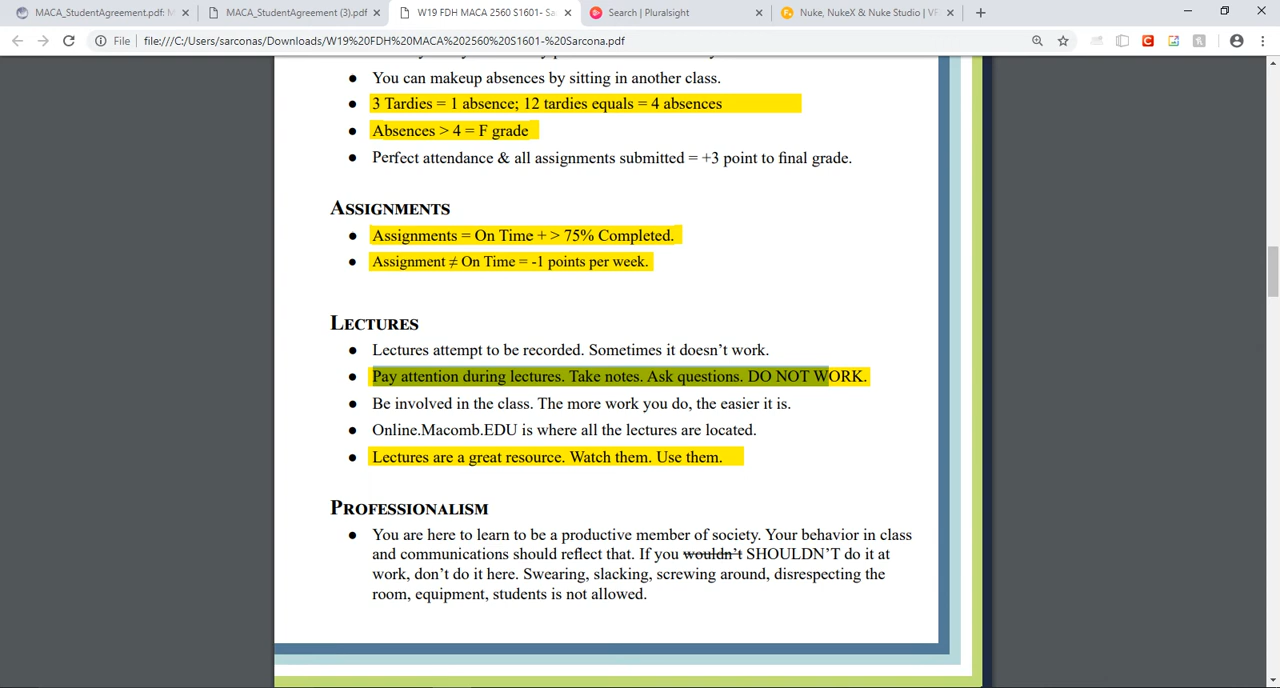 MACA_StudentAgreement.pdf: M
MACA_StudentAgreement (3).pdf
W19 FDH MACA 2560 S1601- Sa
Search | Pluralsight
Nuke, NukeX & Nuke Studio | VF
File | file:///C:/Users/sarconas/Downloads/W19%20FDH%20MACA%202560%20S1601-%20Sarcona.pdf
● You can makeup absences by sitting in another class.
● 3 Tardies = 1 absence; 12 tardies equals = 4 absences
● Absences > 4 = F grade
● Perfect attendance & all assignments submitted = +3 point to final grade.
ASSIGNMENTS
● Assignments = On Time + > 75% Completed.
● Assignment ≠ On Time = -1 points per week.
LECTURES
● Lectures attempt to be recorded. Sometimes it doesn’t work.
● Pay attention during lectures. Take notes. Ask questions. DO NOT WORK.
● Be involved in the class. The more work you do, the easier it is.
● Online.Macomb.EDU is where all the lectures are located.
● Lectures are a great resource. Watch them. Use them.
PROFESSIONALISM
● You are here to learn to be a productive member of society. Your behavior in class
and communications should reflect that. If you wouldn’t SHOULDN’T do it at
work, don’t do it here. Swearing, slacking, screwing around, disrespecting the
room, equipment, students is not allowed.